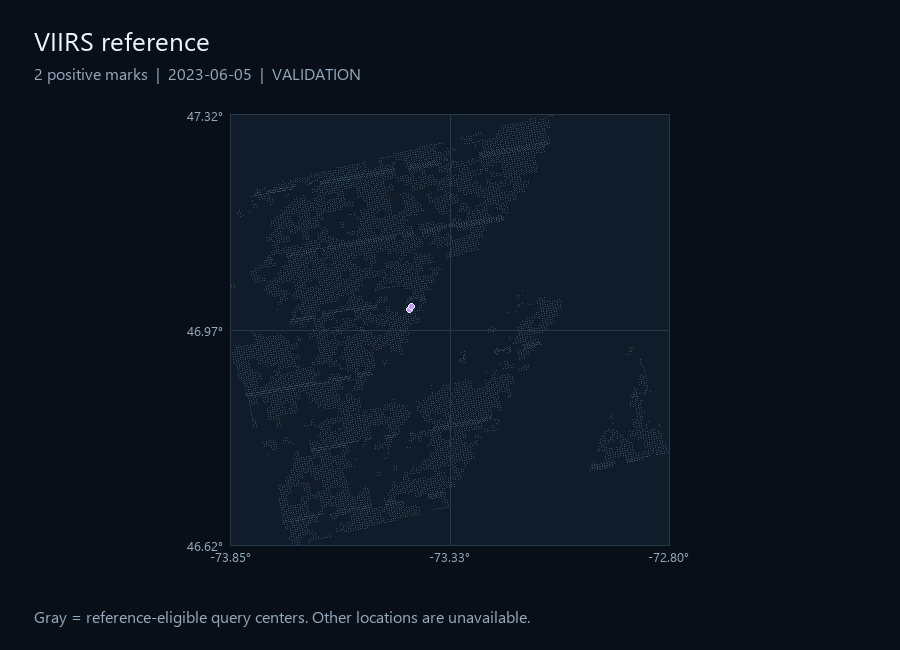 VIIRS reference
2 positive marks | 2023-06-05 | VALIDATION
47.32°
46.97°
46.62°
-73.85°
-73.33°
-72.80°
Gray = reference-eligible query centers. Other locations are unavailable.